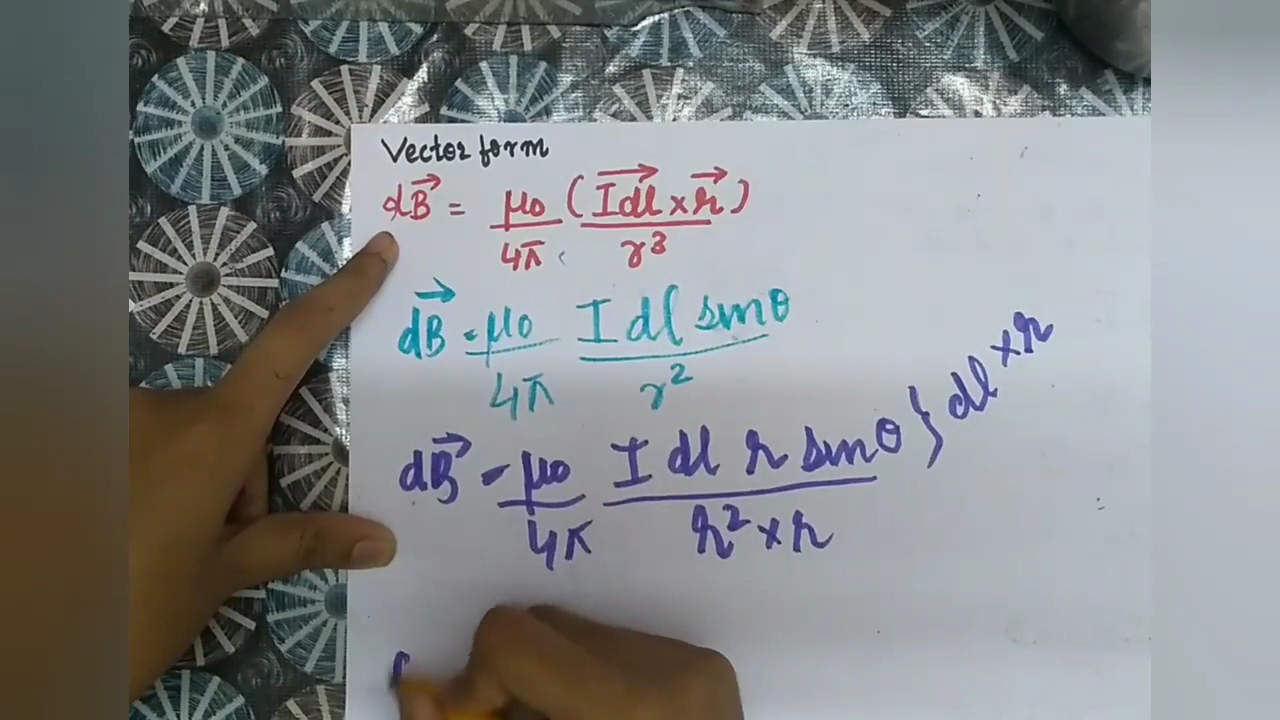 Vector form
dB⃗ = μ₀/4π (Idl⃗ × r⃗)/r³
dB⃗ = μ₀/4π I dl sinθ/r²
dB⃗ = μ₀/4π I dl r sinθ/r² × r } dl × r